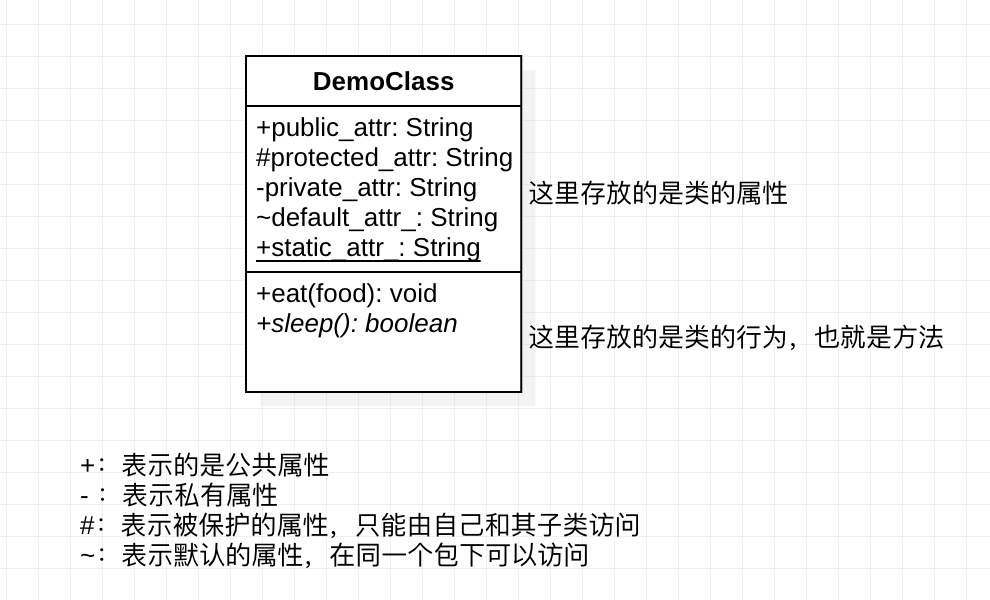 DemoClass
+public_attr: String
#protected_attr: String
-private_attr: String
~default_attr_: String
+static_attr_: String
这里存放的是类的属性
+eat(food): void
+sleep(): boolean
这里存放的是类的行为，也就是方法
+：表示的是公共属性
-：表示私有属性
#：表示被保护的属性，只能由自己和其子类访问
~：表示默认的属性，在同一个包下可以访问